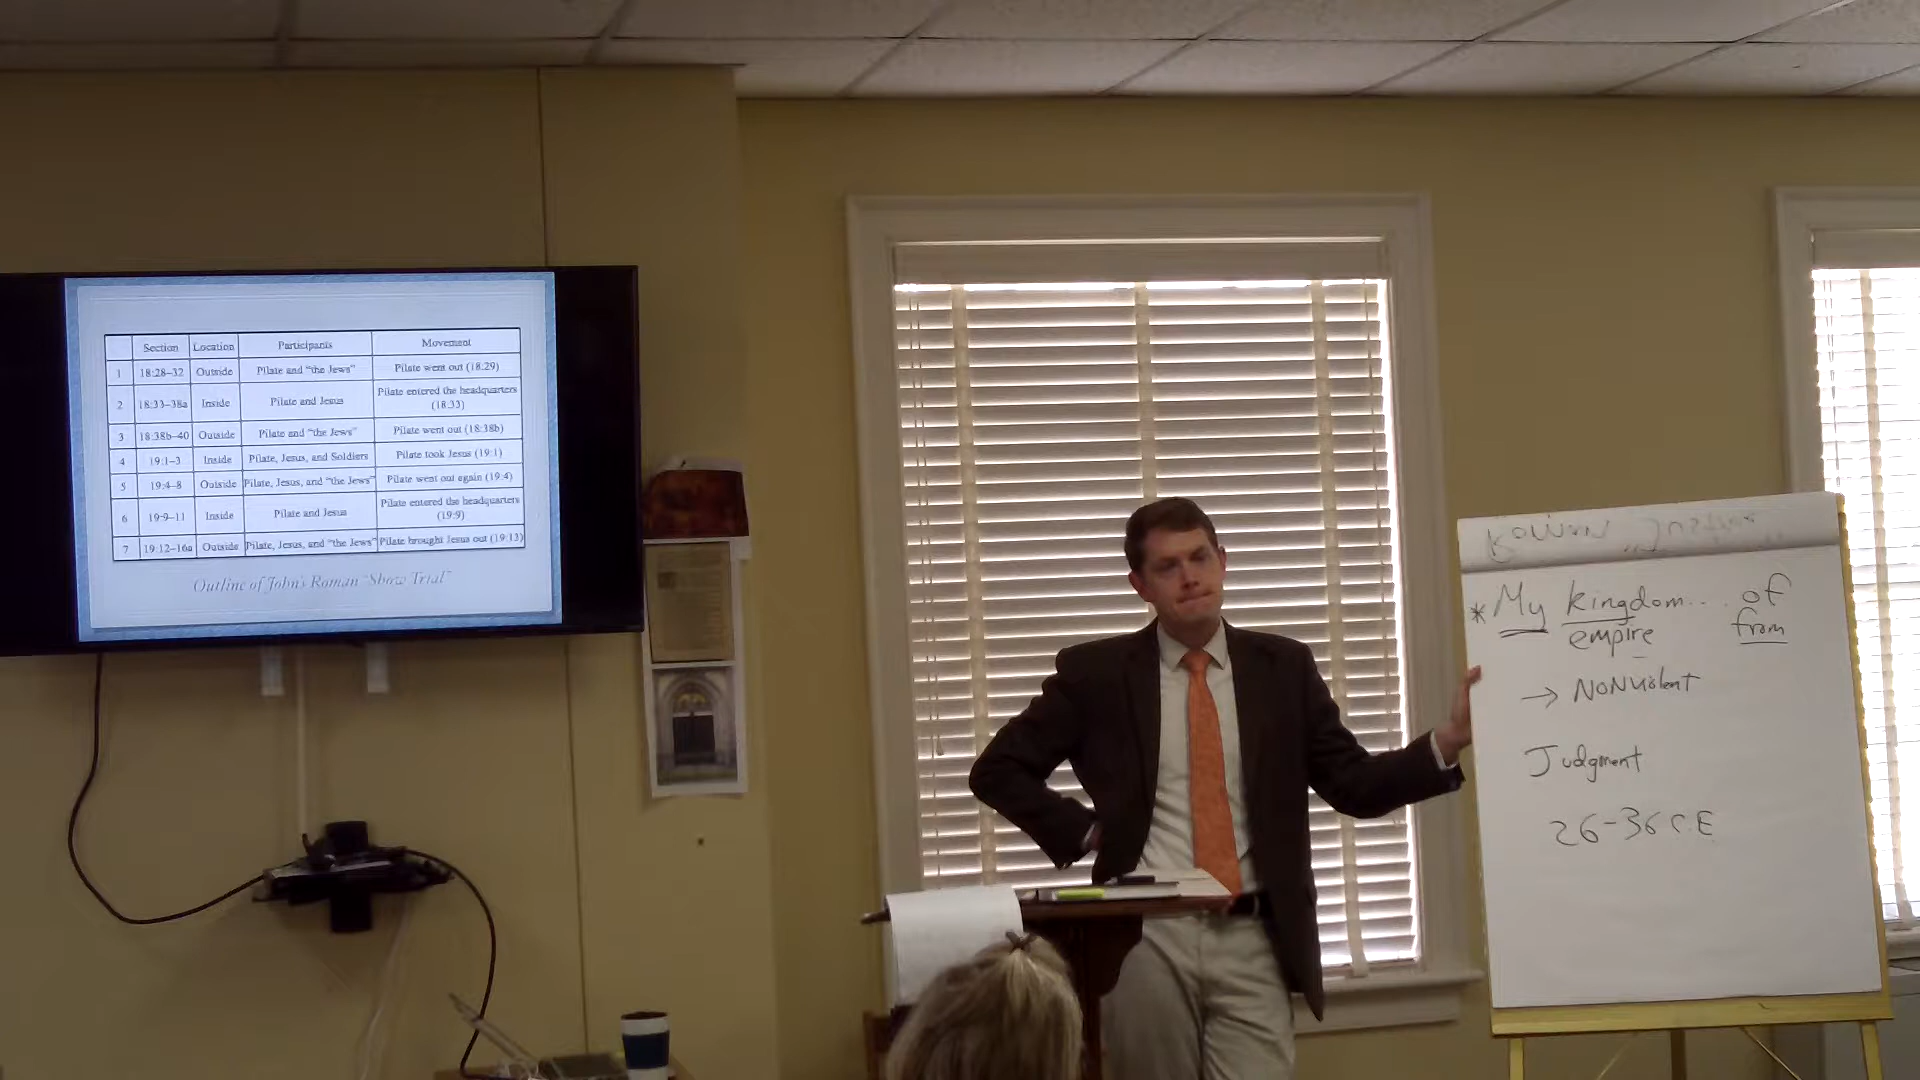 Section Location Participants Movement
1 18:28–32 Outside Pilate and "the Jews" Pilate went out (18:29)
2 18:33–38a Inside Pilate and Jesus Pilate entered the headquarters (18:33)
3 18:38b–40 Outside Pilate and "the Jews" Pilate went out (18:38b)
4 19:1–3 Inside Pilate, Jesus, and Soldiers Pilate took Jesus (19:1)
5 19:4–8 Outside Pilate, Jesus, and "the Jews" Pilate went out again (19:4)
6 19:9–11 Inside Pilate and Jesus Pilate entered the headquarters (19:9)
7 19:12–16a Outside Pilate, Jesus, and "the Jews" Pilate brought Jesus out (19:13)
Outline of John's Roman "Show Trial"
* My kingdom... of
empire from
→ Nonviolent
Judgment
26-36 C.E